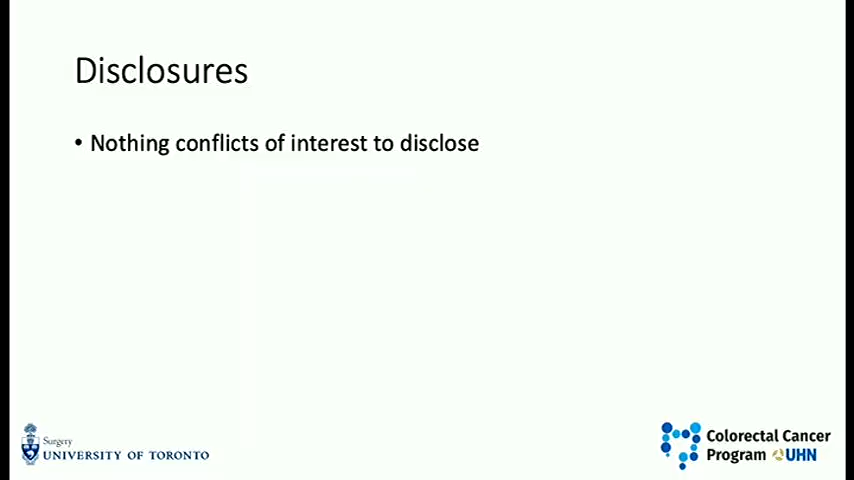 Disclosures
• Nothing conflicts of interest to disclose
Surgery
UNIVERSITY OF TORONTO
Colorectal Cancer
Program UHN